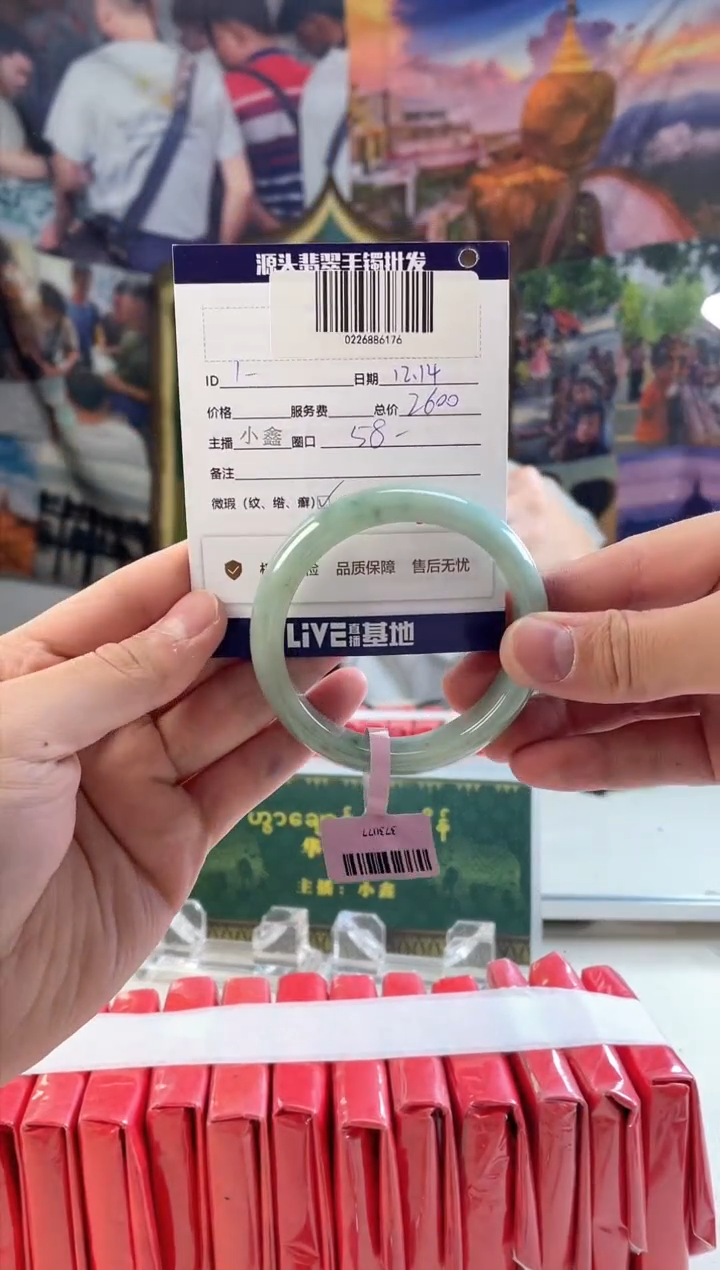 源头翡翠手镯批发
0226886176
ID 1- 日期 12.14
价格 服务费 总价 2600
主播 小鑫 圈口 58-
备注
微瑕（纹、绺、癣）☑
品质保障 售后无忧
LiVE直播基地
373077
主播：小鑫